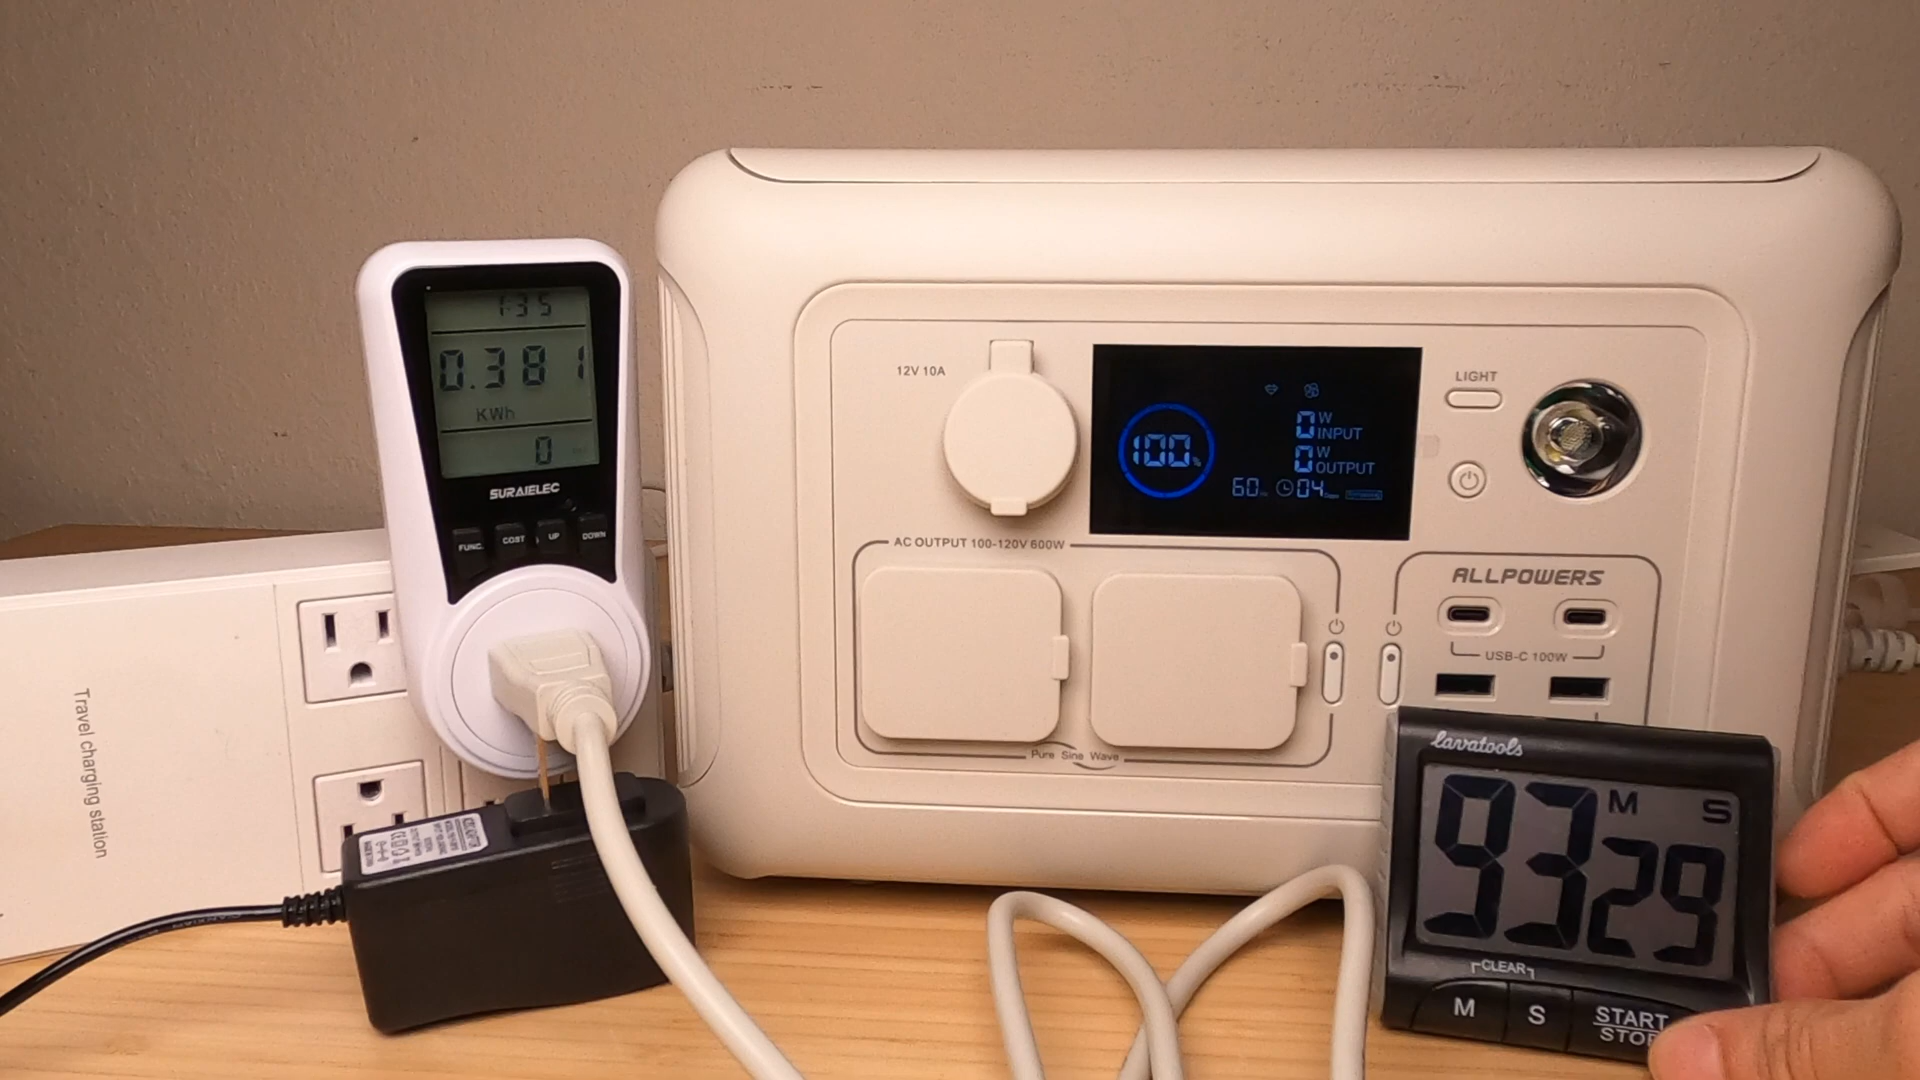 1:35
0.381
KWh
0
SURAIELEC
FUNC.
COST
UP
DOWN
Travel charging station
12V 10A
100%
0W
INPUT
0W
OUTPUT
60
04
LIGHT
AC OUTPUT 100-120V 600W
Pure Sine Wave
ALLPOWERS
USB-C 100W
lavatools
M S
93 29
CLEAR
M
S
START
STOP